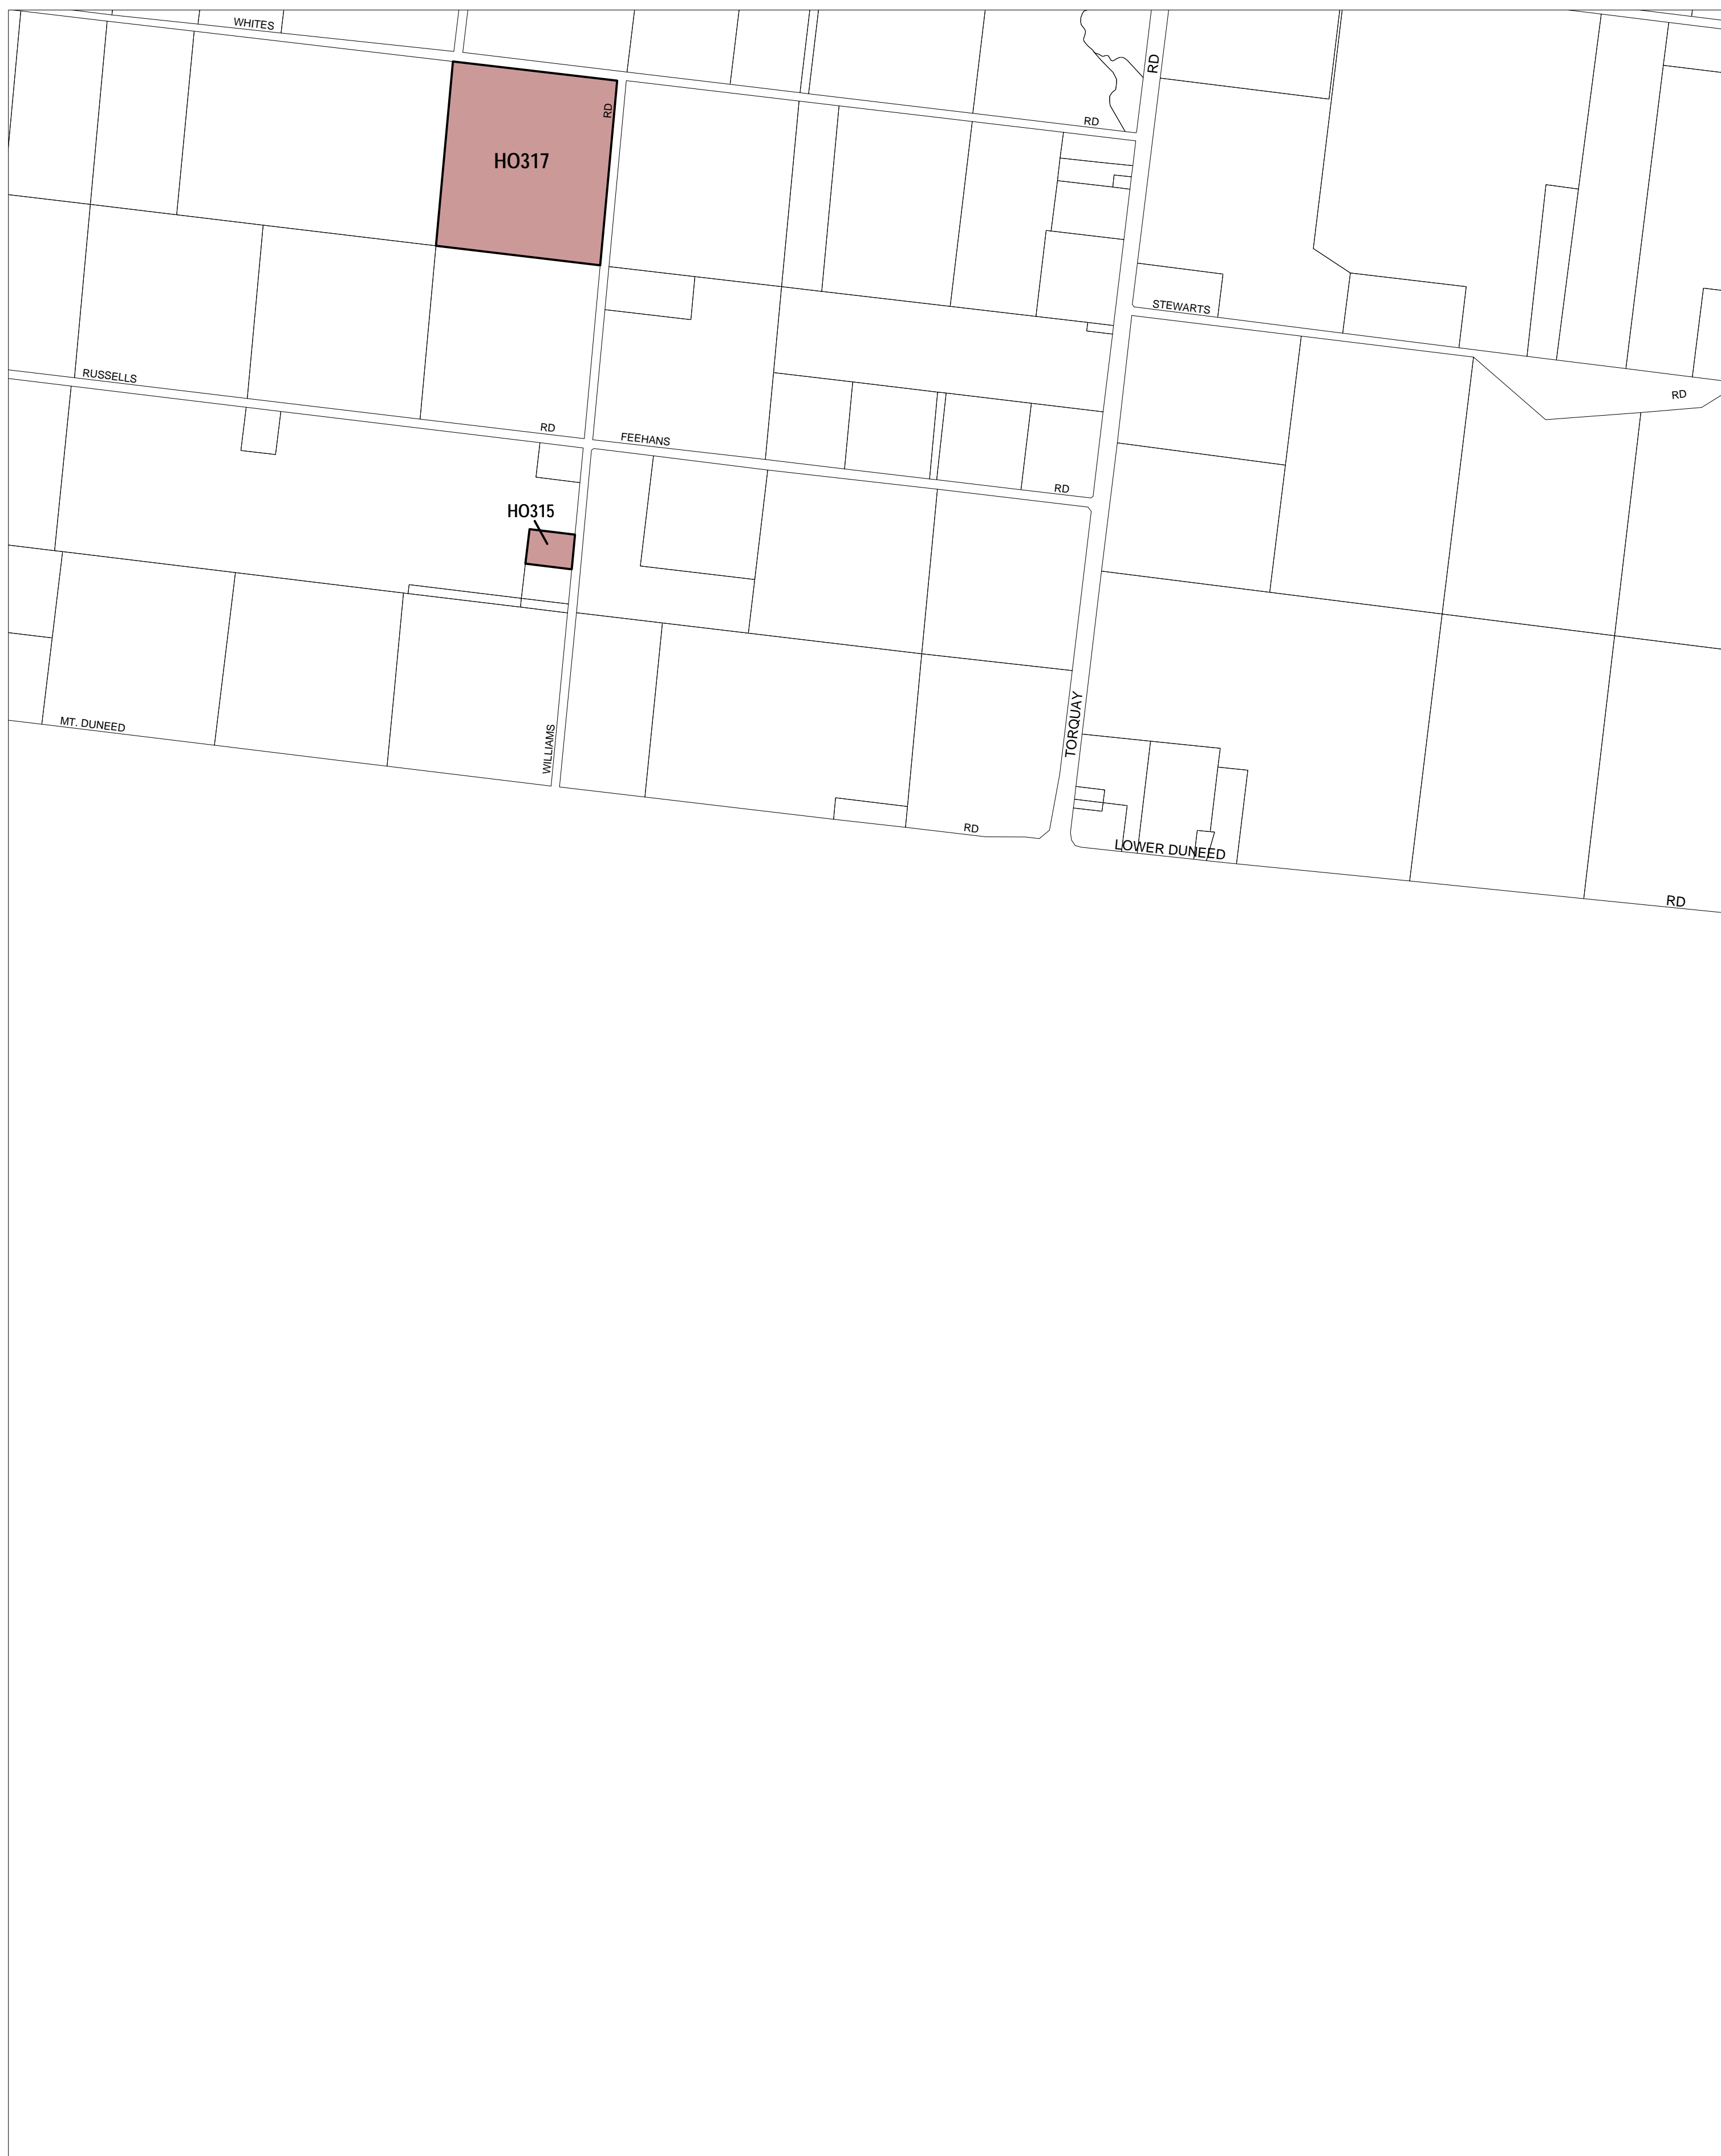 WHITES
RD
RD
RD
HO317
STEWARTS
RUSSELLS
RD
RD
FEEHANS
RD
HO315
TORQUAY
MT. DUNEED
WILLIAMS
RD
LOWER DUNEED
RD